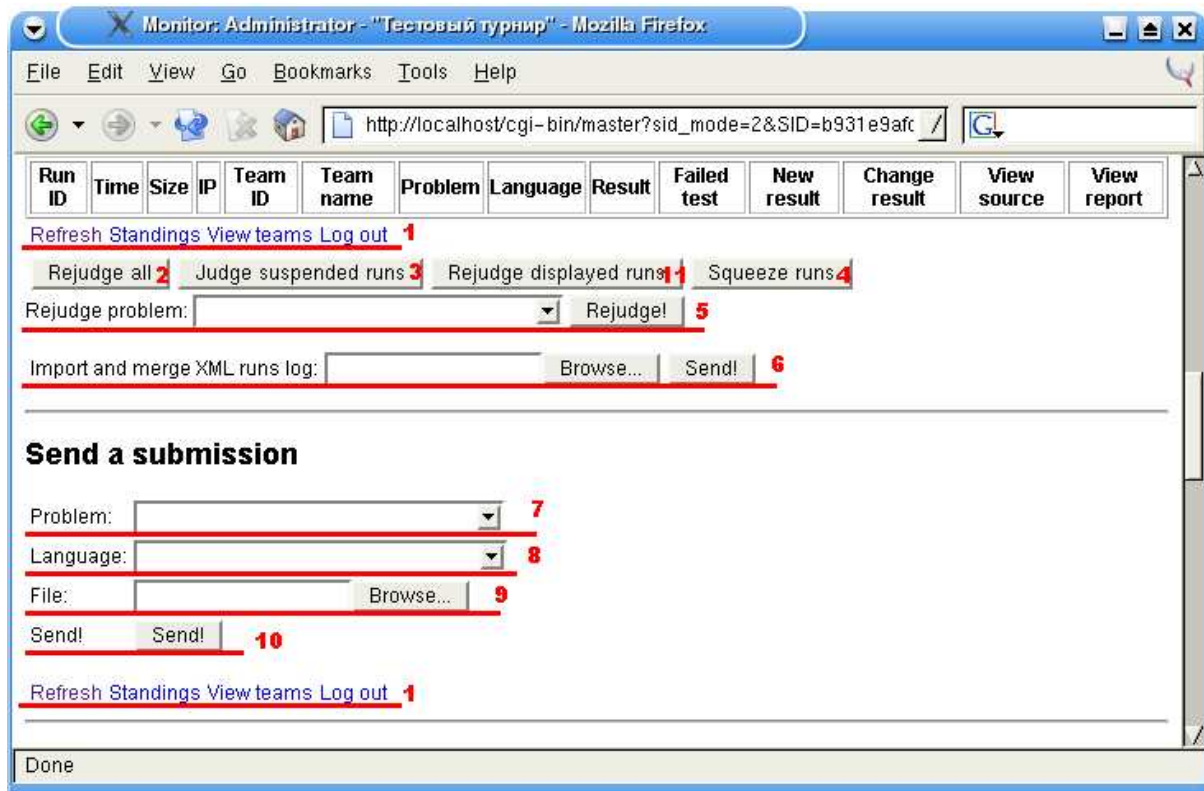 Monitor: Administrator - "Тестовый турнир" - Mozilla Firefox
File Edit View Go Bookmarks Tools Help
http://localhost/cgi-bin/master?sid_mode=2&SID=b931e9afc G
Run ID Time Size IP Team ID Team name Problem Language Result Failed test New result Change result View source View report
Refresh Standings View teams Log out 1
Rejudge all 2 Judge suspended runs 3 Rejudge displayed runs 11 Squeeze runs 4
Rejudge problem: Rejudge! 5
Import and merge XML runs log: Browse... Send! 6
Send a submission
Problem: 7
Language: 8
File: Browse... 9
Send! Send! 10
Refresh Standings View teams Log out 1
Done